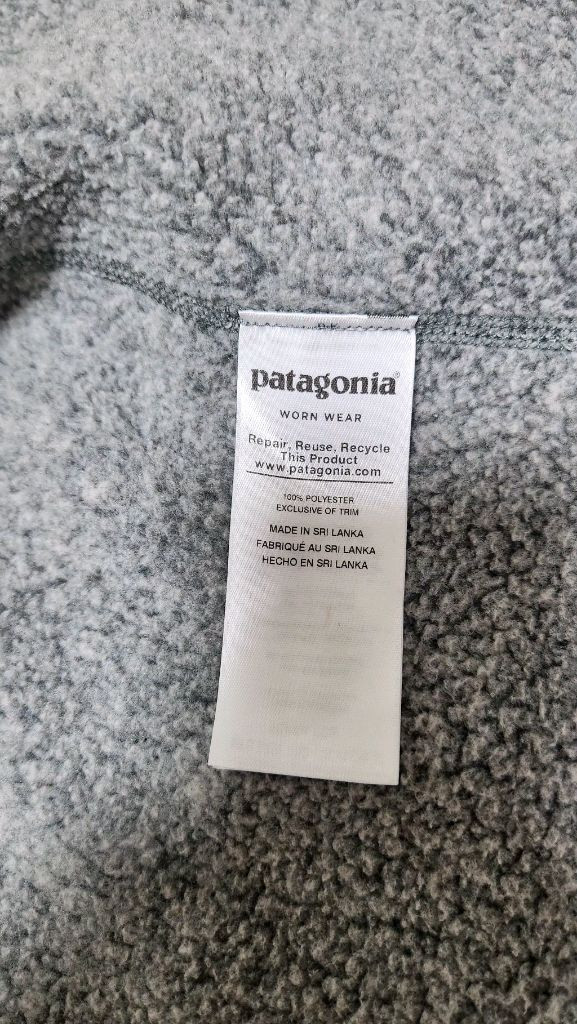 patagonia®
WORN WEAR
Repair, Reuse, Recycle
This Product
www.patagonia.com
100% POLYESTER
EXCLUSIVE OF TRIM
MADE IN SRI LANKA
FABRIQUÉ AU SRI LANKA
HECHO EN SRI LANKA